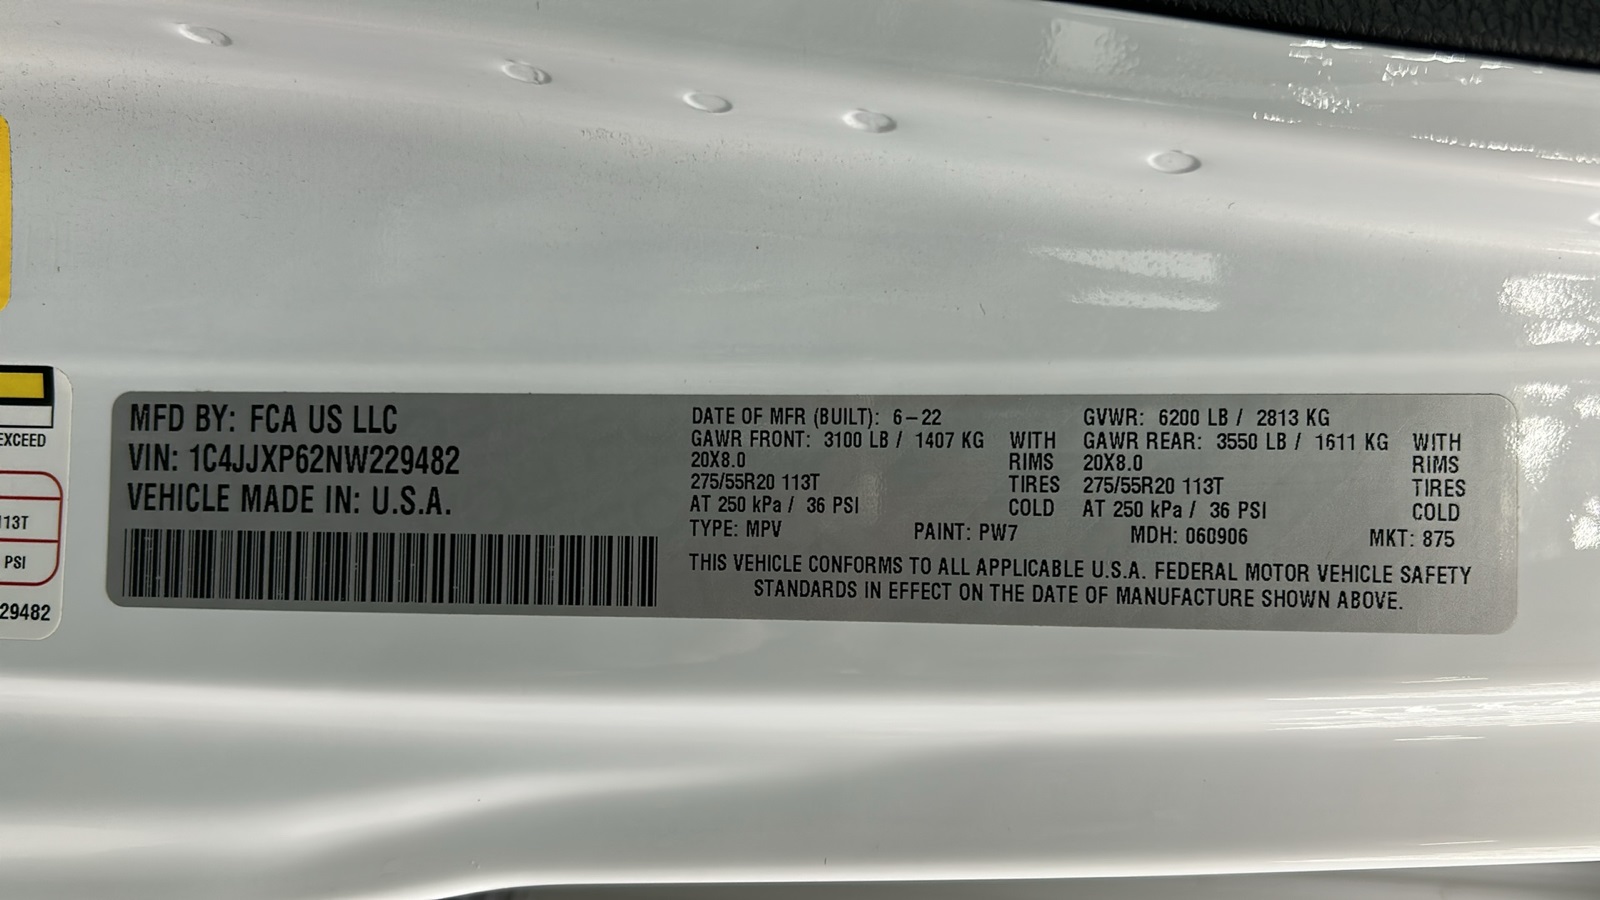 EXCEED
113T
PSI
29482
MFD BY: FCA US LLC
VIN: 1C4JJXP62NW229482
VEHICLE MADE IN: U.S.A.
DATE OF MFR (BUILT): 6-22 GVWR: 6200 LB / 2813 KG
GAWR FRONT: 3100 LB / 1407 KG WITH GAWR REAR: 3550 LB / 1611 KG WITH
20X8.0 RIMS 20X8.0 RIMS
275/55R20 113T TIRES 275/55R20 113T TIRES
AT 250 kPa / 36 PSI COLD AT 250 kPa / 36 PSI COLD
TYPE: MPV PAINT: PW7 MDH: 060906 MKT: 875
THIS VEHICLE CONFORMS TO ALL APPLICABLE U.S.A. FEDERAL MOTOR VEHICLE SAFETY
STANDARDS IN EFFECT ON THE DATE OF MANUFACTURE SHOWN ABOVE.